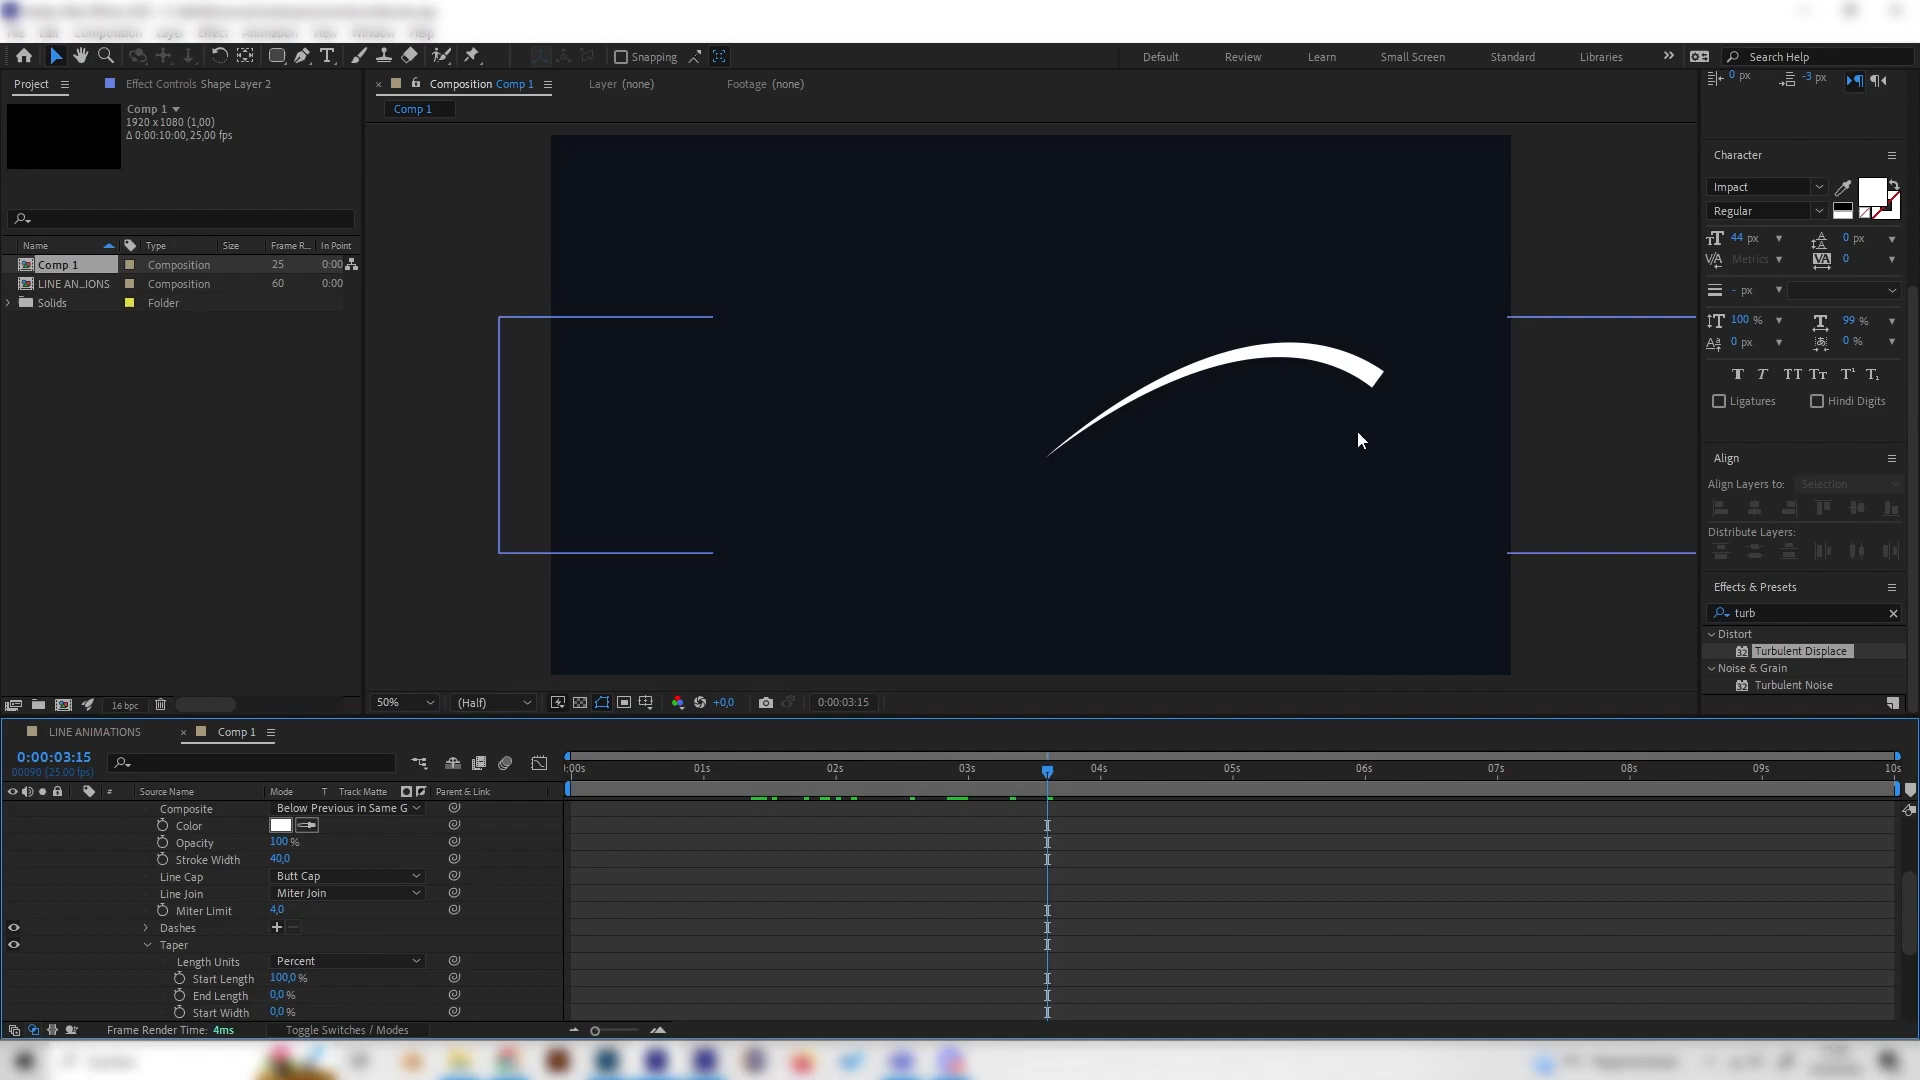 Snapping
Default
Review
Learn
Small Screen
Standard
Libraries
Search Help
Project
Effect Controls Shape Layer 2
Composition Comp 1
Layer (none)
Footage (none)
0 px
-3 px
Comp 1
1920 x 1080 (1,00)
Δ 0:00:10:00, 25,00 fps
Comp 1
Character
Impact
Regular
44 px
0 px
Metrics
0
- px
100 %
99 %
0 px
0 %
Ligatures
Hindi Digits
Name
Type
Size
Frame R...
In Point
Comp 1
Composition
25
0:00
LINE AN...IONS
Composition
60
0:00
Solids
Folder
Align
Align Layers to:
Selection
Distribute Layers:
Effects & Presets
turb
Distort
Turbulent Displace
Noise & Grain
Turbulent Noise
16 bpc
50%
(Half)
+0,0
0:00:03:15
LINE ANIMATIONS
Comp 1
0:00:03:15
00090 (25.00 fps)
:00s
01s
02s
03s
04s
05s
06s
07s
08s
09s
10s
#
Source Name
Mode
T
Track Matte
Parent & Link
Composite
Below Previous in Same G
Color
Opacity
100 %
Stroke Width
40,0
Line Cap
Butt Cap
Line Join
Miter Join
Miter Limit
4,0
Dashes
Taper
Length Units
Percent
Start Length
100,0 %
End Length
0,0 %
Start Width
0,0 %
Frame Render Time: 4ms
Toggle Switches / Modes